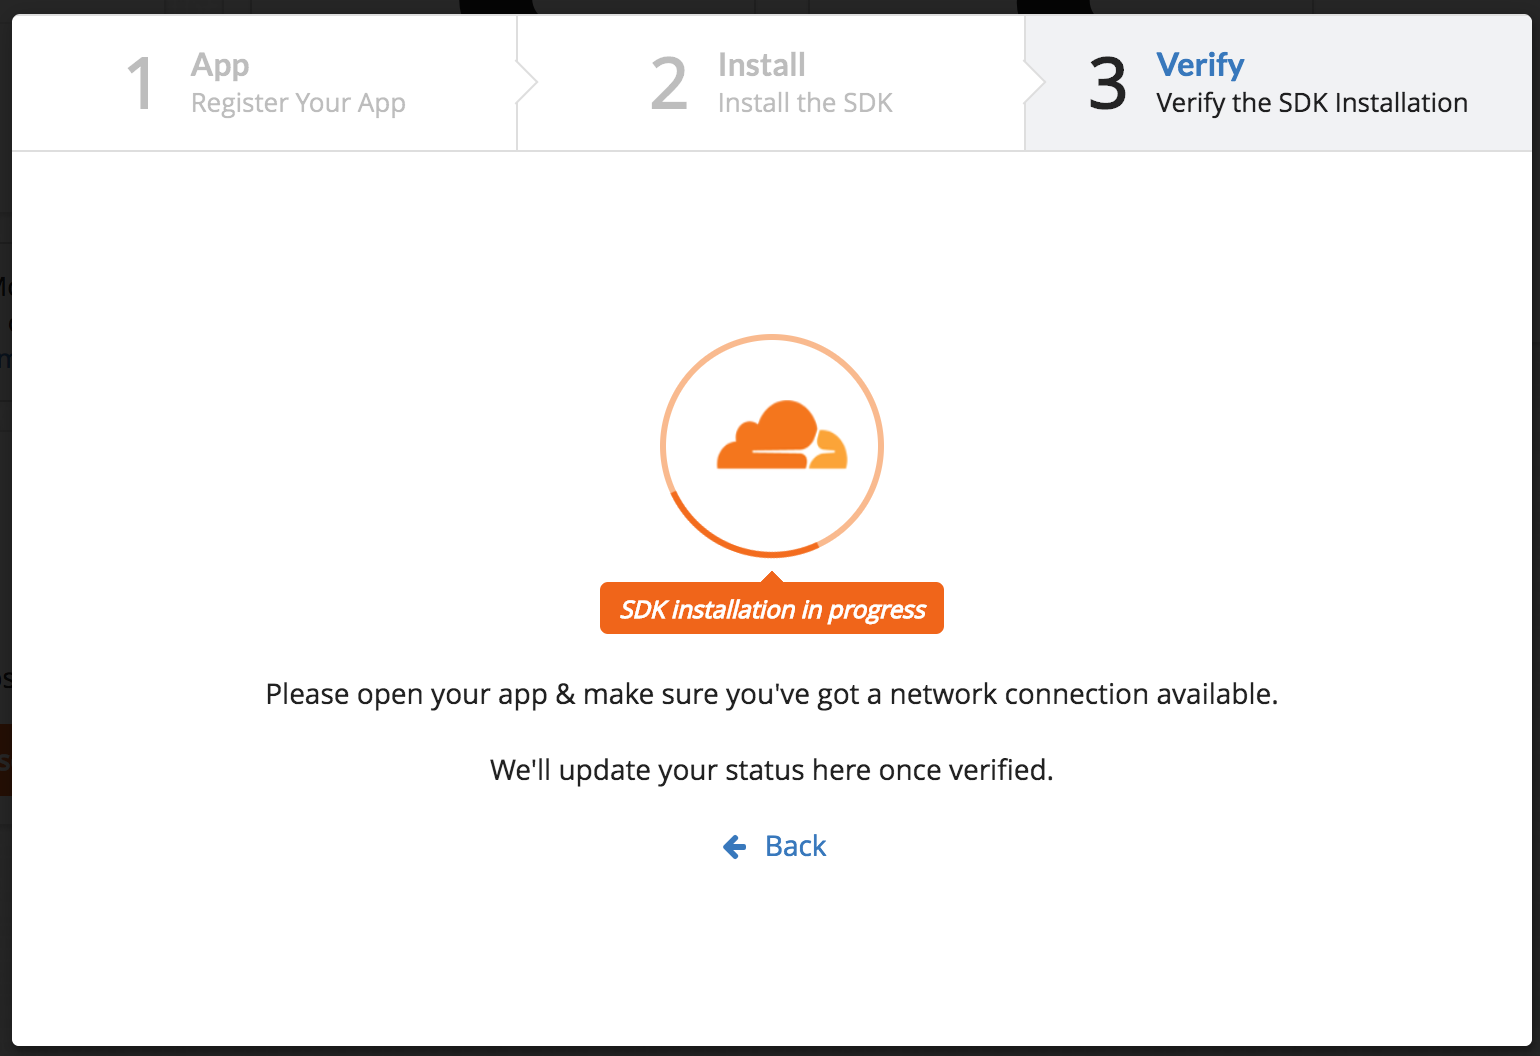 1 App
Register Your App
2 Install
Install the SDK
3 Verify
Verify the SDK Installation
SDK installation in progress
Please open your app & make sure you've got a network connection available.
We'll update your status here once verified.
Back